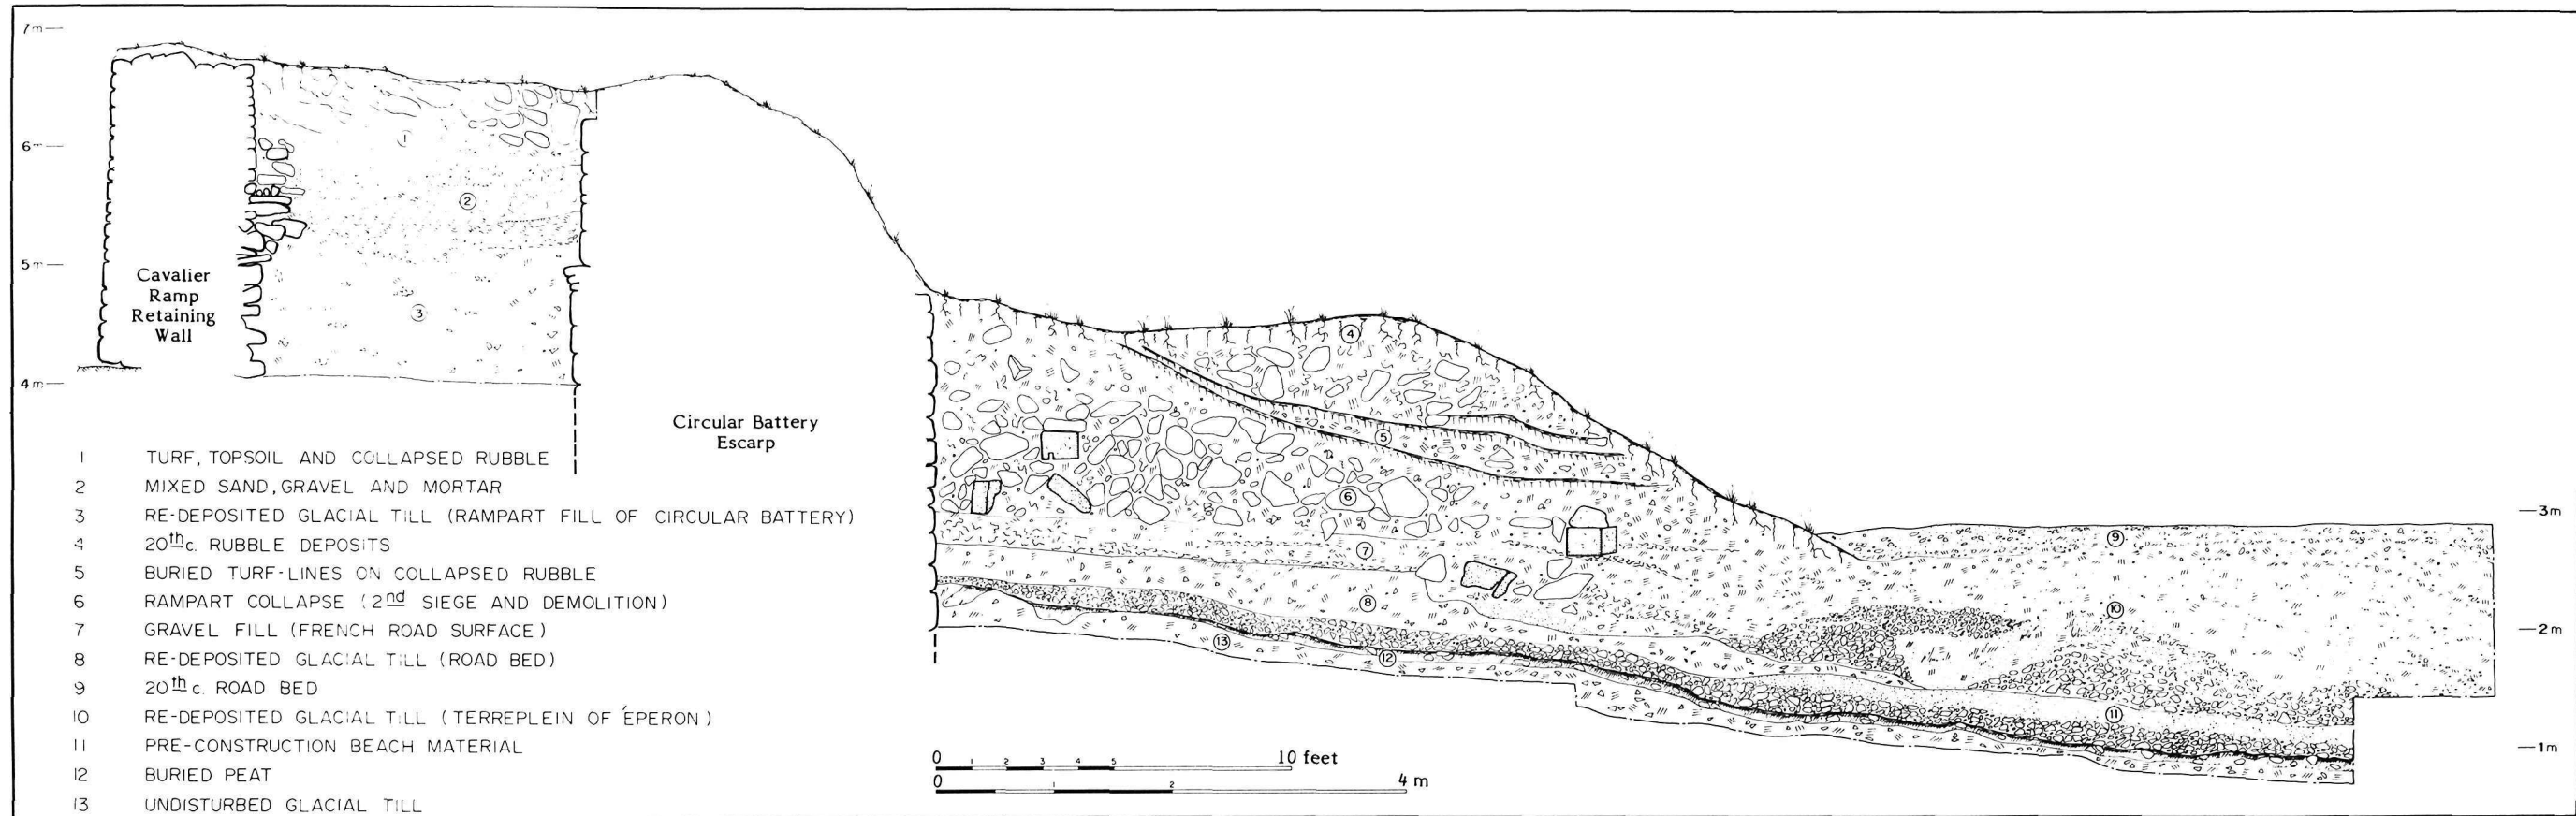 7m
6m
5m
4m
Cavalier
Ramp
Retaining
Wall
1
2
3
Circular Battery
Escarp
4
5
6
7
8
9
10
11
12
13
3m
2m
1m
1 TURF, TOPSOIL AND COLLAPSED RUBBLE
2 MIXED SAND, GRAVEL AND MORTAR
3 RE-DEPOSITED GLACIAL TILL (RAMPART FILL OF CIRCULAR BATTERY)
4 20th c. RUBBLE DEPOSITS
5 BURIED TURF-LINES ON COLLAPSED RUBBLE
6 RAMPART COLLAPSE (2nd SIEGE AND DEMOLITION)
7 GRAVEL FILL (FRENCH ROAD SURFACE)
8 RE-DEPOSITED GLACIAL TILL (ROAD BED)
9 20th c. ROAD BED
10 RE-DEPOSITED GLACIAL TILL (TERREPLEIN OF ÉPERON)
11 PRE-CONSTRUCTION BEACH MATERIAL
12 BURIED PEAT
13 UNDISTURBED GLACIAL TILL
0 1 2 3 4 5 10 feet
0 1 2 4 m